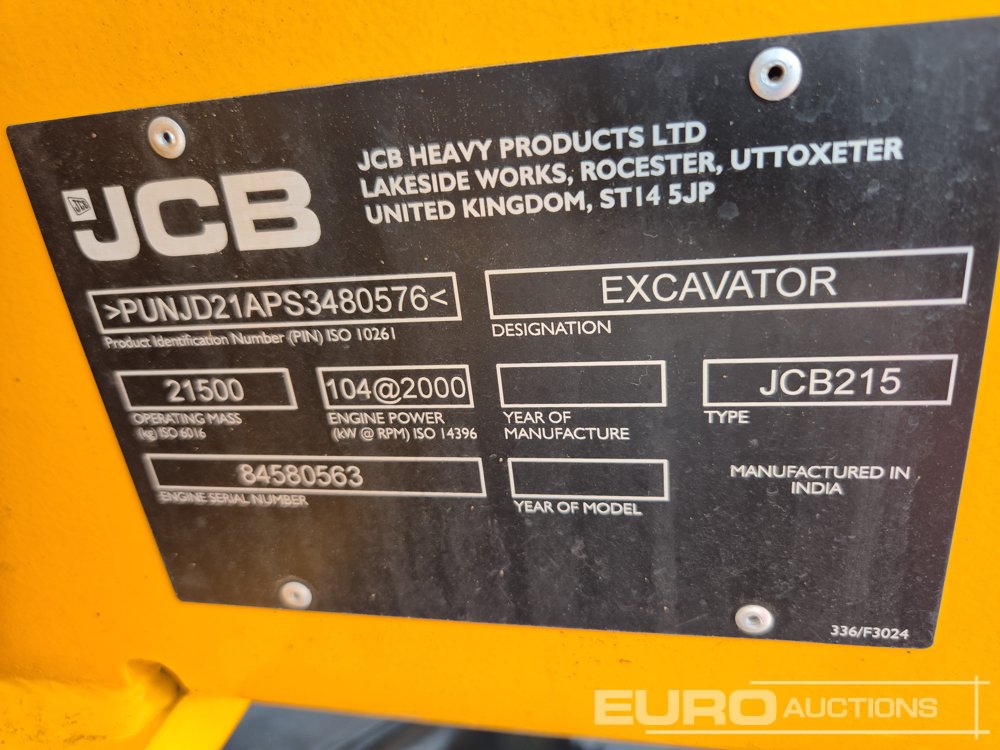 JCB HEAVY PRODUCTS LTD
LAKESIDE WORKS, ROCESTER, UTTOXETER
UNITED KINGDOM, ST14 5JP
JCB JCB
>PUNJD21APS3480576<
Product Identification Number (PIN) ISO 10261
EXCAVATOR
DESIGNATION
21500
OPERATING MASS
(kg) ISO 6016
104@2000
ENGINE POWER
(kW @ RPM) ISO 14396
YEAR OF
MANUFACTURE
JCB215
TYPE
84580563
ENGINE SERIAL NUMBER
YEAR OF MODEL
MANUFACTURED IN
INDIA
336/F3024
EURO AUCTIONS